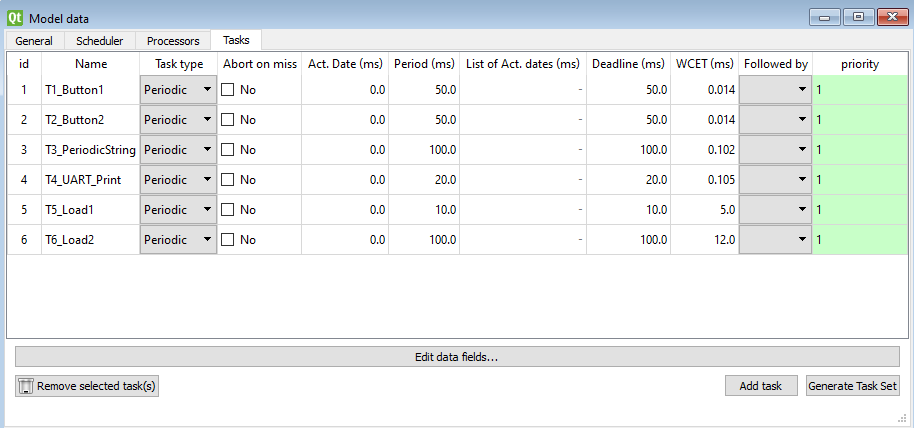 Qt Model data
General Scheduler Processors Tasks
id Name Task type Abort on miss Act. Date (ms) Period (ms) List of Act. dates (ms) Deadline (ms) WCET (ms) Followed by priority
1 T1_Button1 Periodic No 0.0 50.0 - 50.0 0.014 1
2 T2_Button2 Periodic No 0.0 50.0 - 50.0 0.014 1
3 T3_PeriodicString Periodic No 0.0 100.0 - 100.0 0.102 1
4 T4_UART_Print Periodic No 0.0 20.0 - 20.0 0.105 1
5 T5_Load1 Periodic No 0.0 10.0 - 10.0 5.0 1
6 T6_Load2 Periodic No 0.0 100.0 - 100.0 12.0 1
Edit data fields...
Remove selected task(s) Add task Generate Task Set